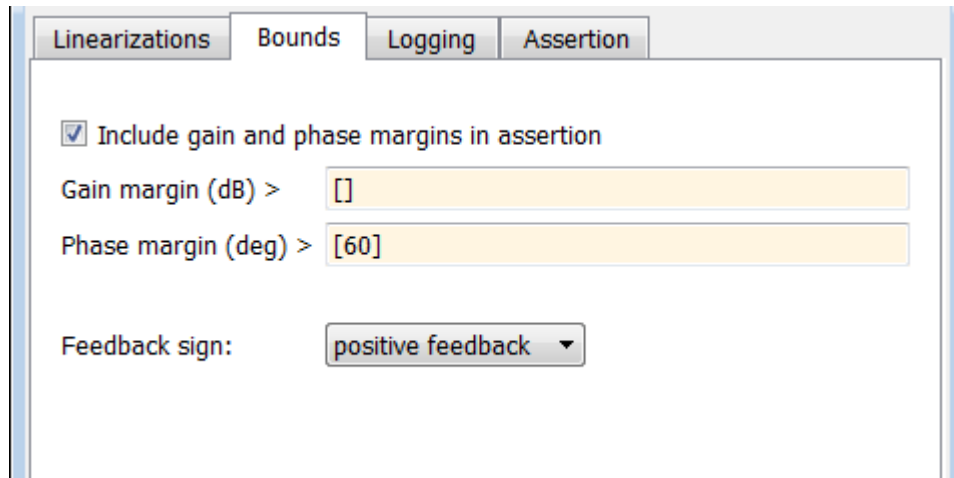 Linearizations Bounds Logging Assertion
Include gain and phase margins in assertion
Gain margin (dB) > []
Phase margin (deg) > [60]
Feedback sign: positive feedback